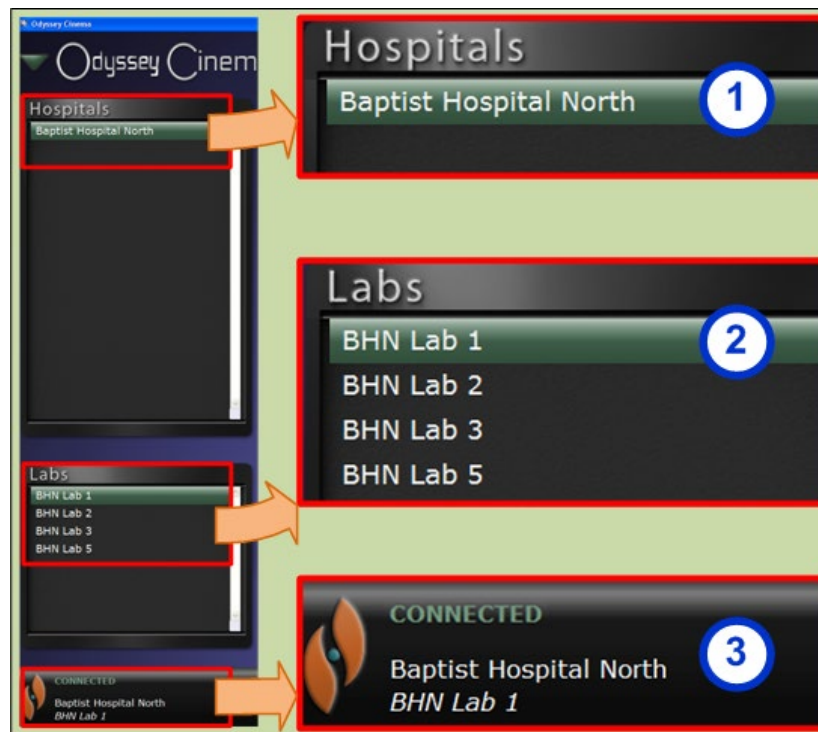 Odyssey Cinema
Odyssey Cinem
Hospitals
Baptist Hospital North
Labs
BHN Lab 1
BHN Lab 2
BHN Lab 3
BHN Lab 5
CONNECTED
Baptist Hospital North
BHN Lab 1
Hospitals
Baptist Hospital North
1
Labs
BHN Lab 1
2
BHN Lab 2
BHN Lab 3
BHN Lab 5
CONNECTED
3
Baptist Hospital North
BHN Lab 1